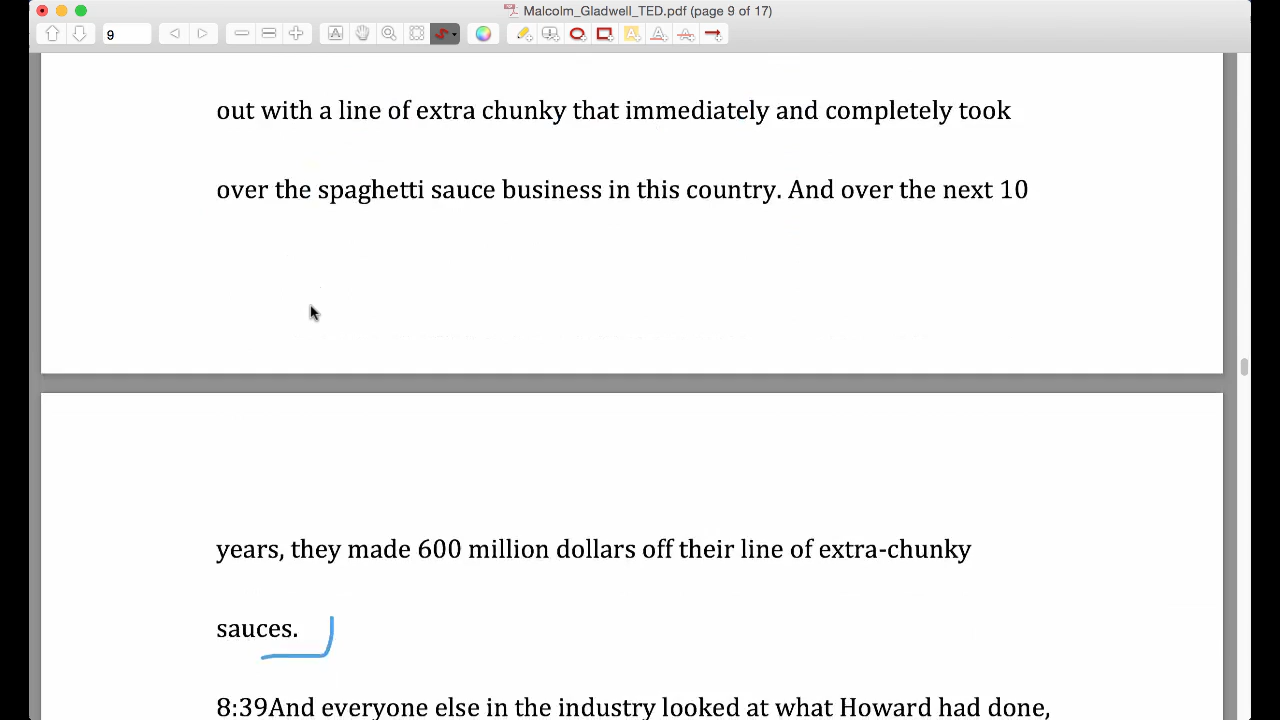 Malcolm_Gladwell_TED.pdf (page 9 of 17)
9
out with a line of extra chunky that immediately and completely took
over the spaghetti sauce business in this country. And over the next 10
years, they made 600 million dollars off their line of extra-chunky
sauces.
8:39And everyone else in the industry looked at what Howard had done,